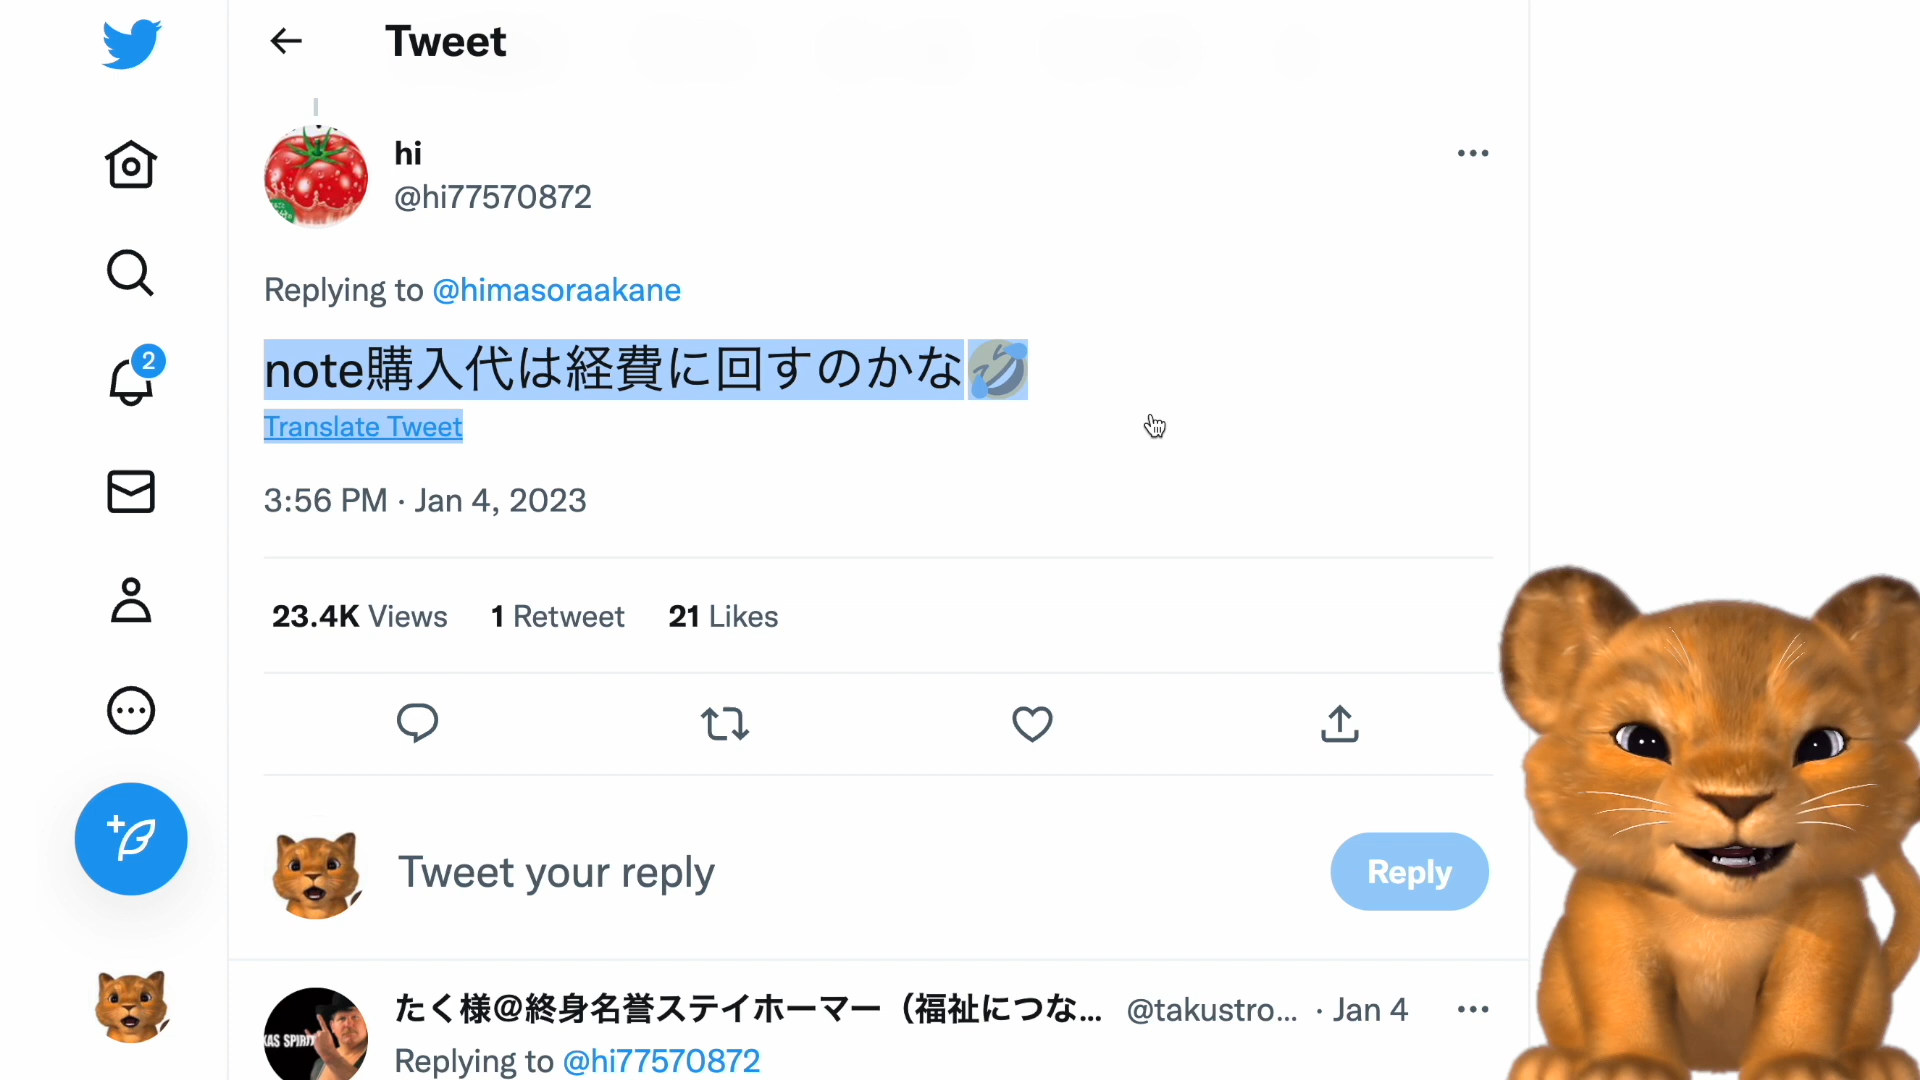 Tweet
hi
@hi77570872
Replying to @himasoraakane
note購入代は経費に回すのかな🤣
Translate Tweet
3:56 PM · Jan 4, 2023
23.4K Views 1 Retweet 21 Likes
2
Tweet your reply
Reply
たく様@終身名誉ステイホーマー（福祉につな... @takustro... · Jan 4
Replying to @hi77570872